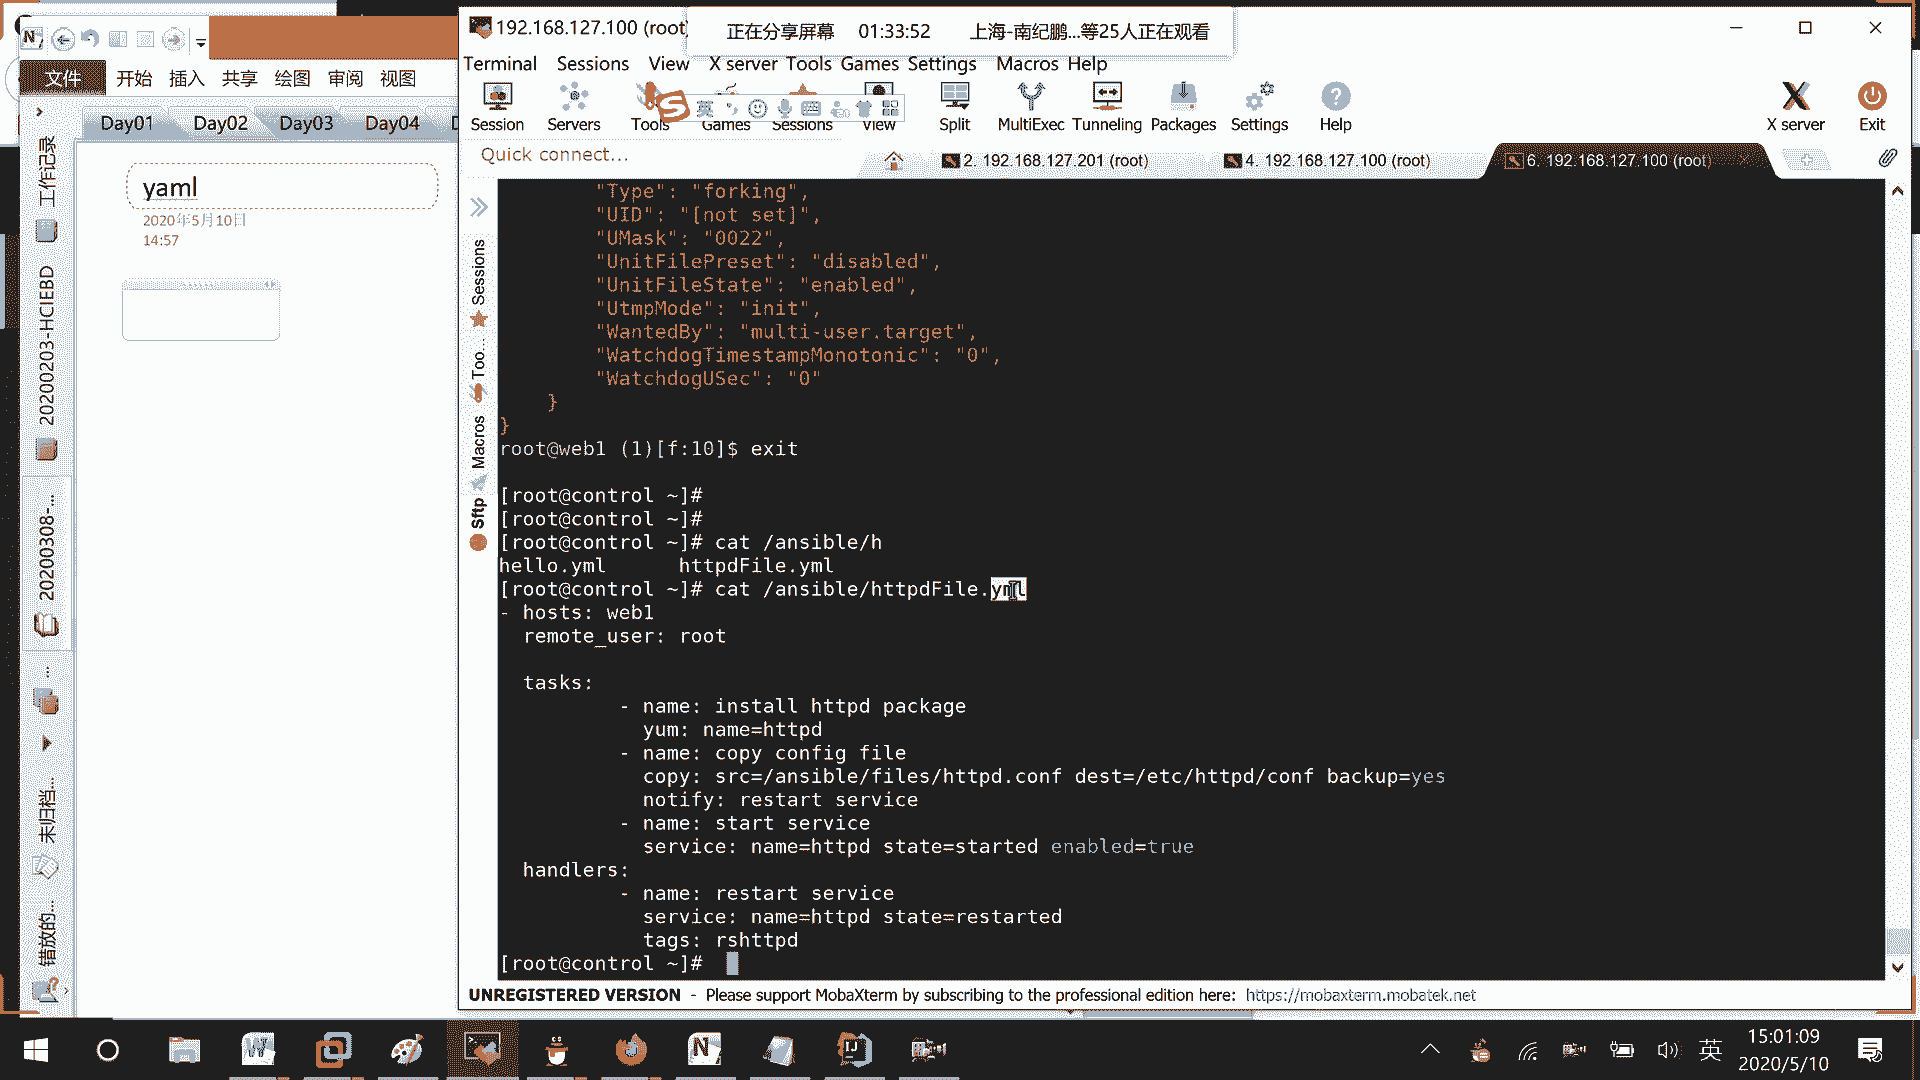 192.168.127.100 (root)
正在分享屏幕 01:33:52 上海-南纪鹏...等25人正在观看
文件 开始 插入 共享 绘图 审阅 视图
Day01 Day02 Day03 Day04
yaml
2020年5月10日
14:57
工作记录
20200203-HCIEBD
20200308-...
未归档...
错放的...
Terminal Sessions View X server Tools Games Settings Macros Help
英
Session Servers Tools Games Sessions View Split MultiExec Tunneling Packages Settings Help X server Exit
Quick connect...
2. 192.168.127.201 (root) 4. 192.168.127.100 (root) 6. 192.168.127.100 (root)
Sessions
Too...
Macros
Sftp
"Type": "forking",
"UID": "[not set]",
"UMask": "0022",
"UnitFilePreset": "disabled",
"UnitFileState": "enabled",
"UtmpMode": "init",
"WantedBy": "multi-user.target",
"WatchdogTimestampMonotonic": "0",
"WatchdogUSec": "0"
}
}
root@web1 (1)[f:10]$ exit
[root@control ~]#
[root@control ~]#
[root@control ~]# cat /ansible/h
hello.yml httpdFile.yml
[root@control ~]# cat /ansible/httpdFile.yml
- hosts: web1
remote_user: root
tasks:
- name: install httpd package
yum: name=httpd
- name: copy config file
copy: src=/ansible/files/httpd.conf dest=/etc/httpd/conf backup=yes
notify: restart service
- name: start service
service: name=httpd state=started enabled=true
handlers:
- name: restart service
service: name=httpd state=restarted
tags: rshttpd
[root@control ~]#
UNREGISTERED VERSION - Please support MobaXterm by subscribing to the professional edition here: https://mobaxterm.mobatek.net
英
15:01:09
2020/5/10